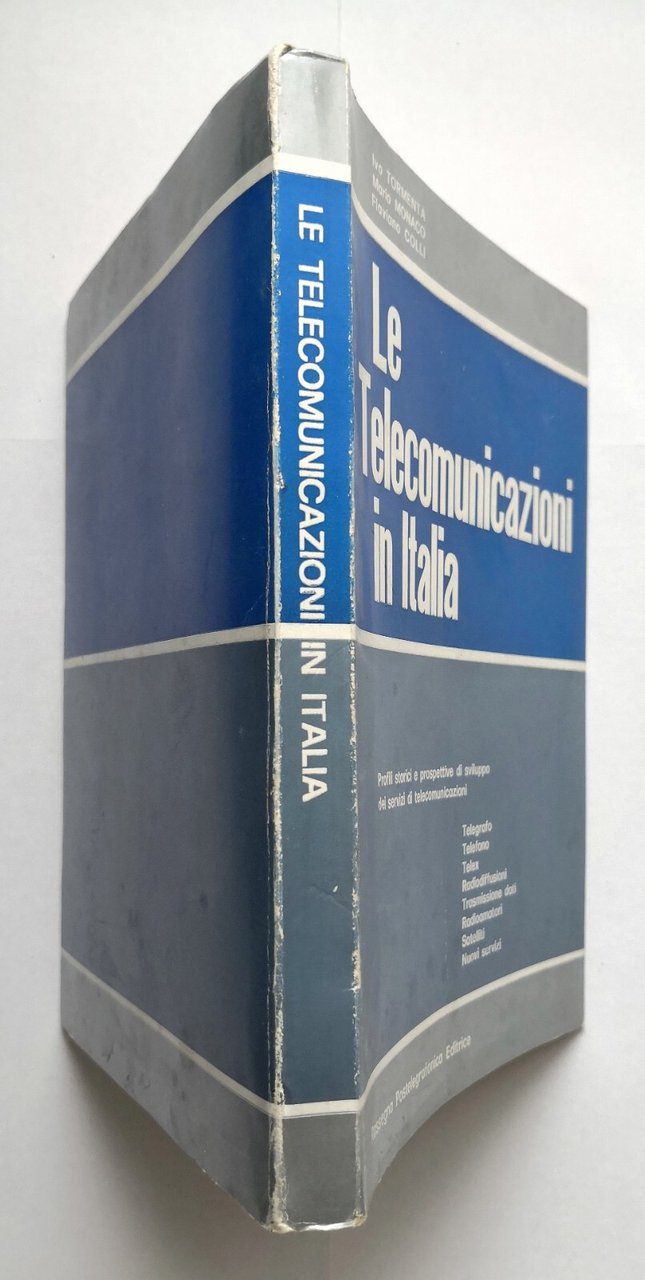 LE TELECOMUNICAZIONI IN ITALIA
Ivo TORMENTA
Mario MONACO
Flaviano COLLI
Le
Telecomunicazioni
in Italia
Profili storici e prospettive di sviluppo
dei servizi di telecomunicazioni
Telegrafo
Telefono
Telex
Radiodiffusioni
Trasmissione dati
Radioamatori
Satelliti
Nuovi servizi
Rassegna Postelegrafonica Editrice